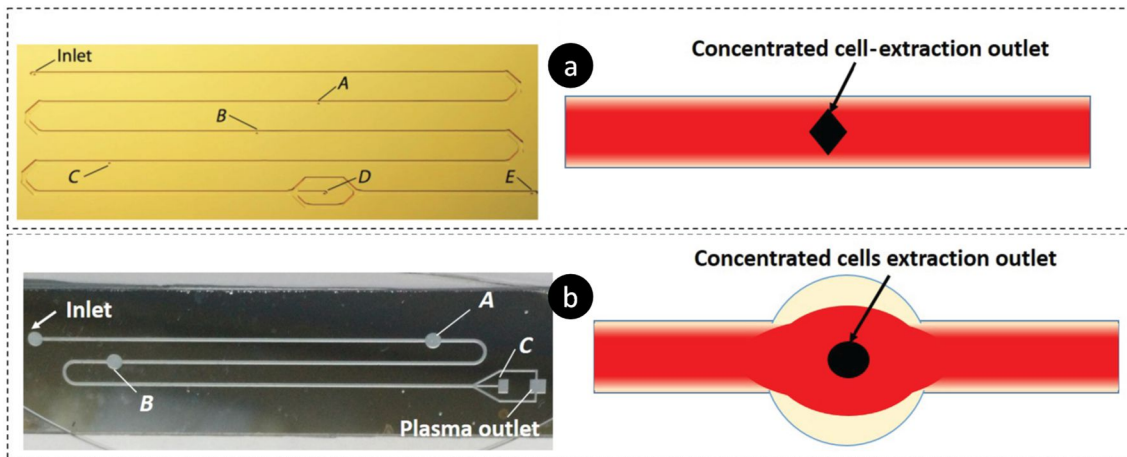 Inlet
A
B
C
D
E
a
Concentrated cell-extraction outlet
Inlet
A
B
C
Plasma outlet
b
Concentrated cells extraction outlet